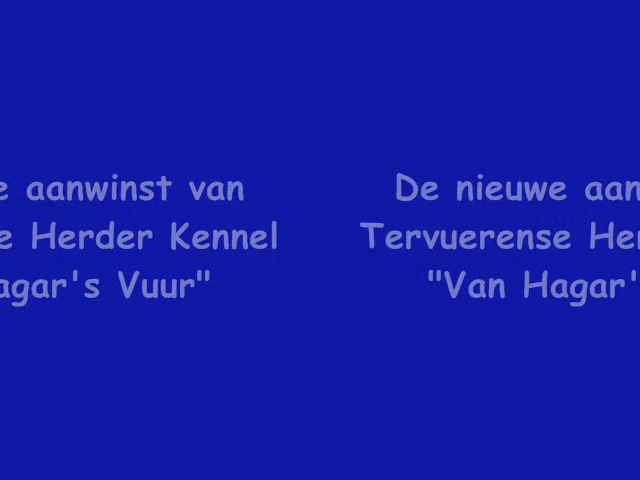 e aanwinst van
e Herder Kennel
agar's Vuur"
De nieuwe aan
Tervuerense Her
"Van Hagar'